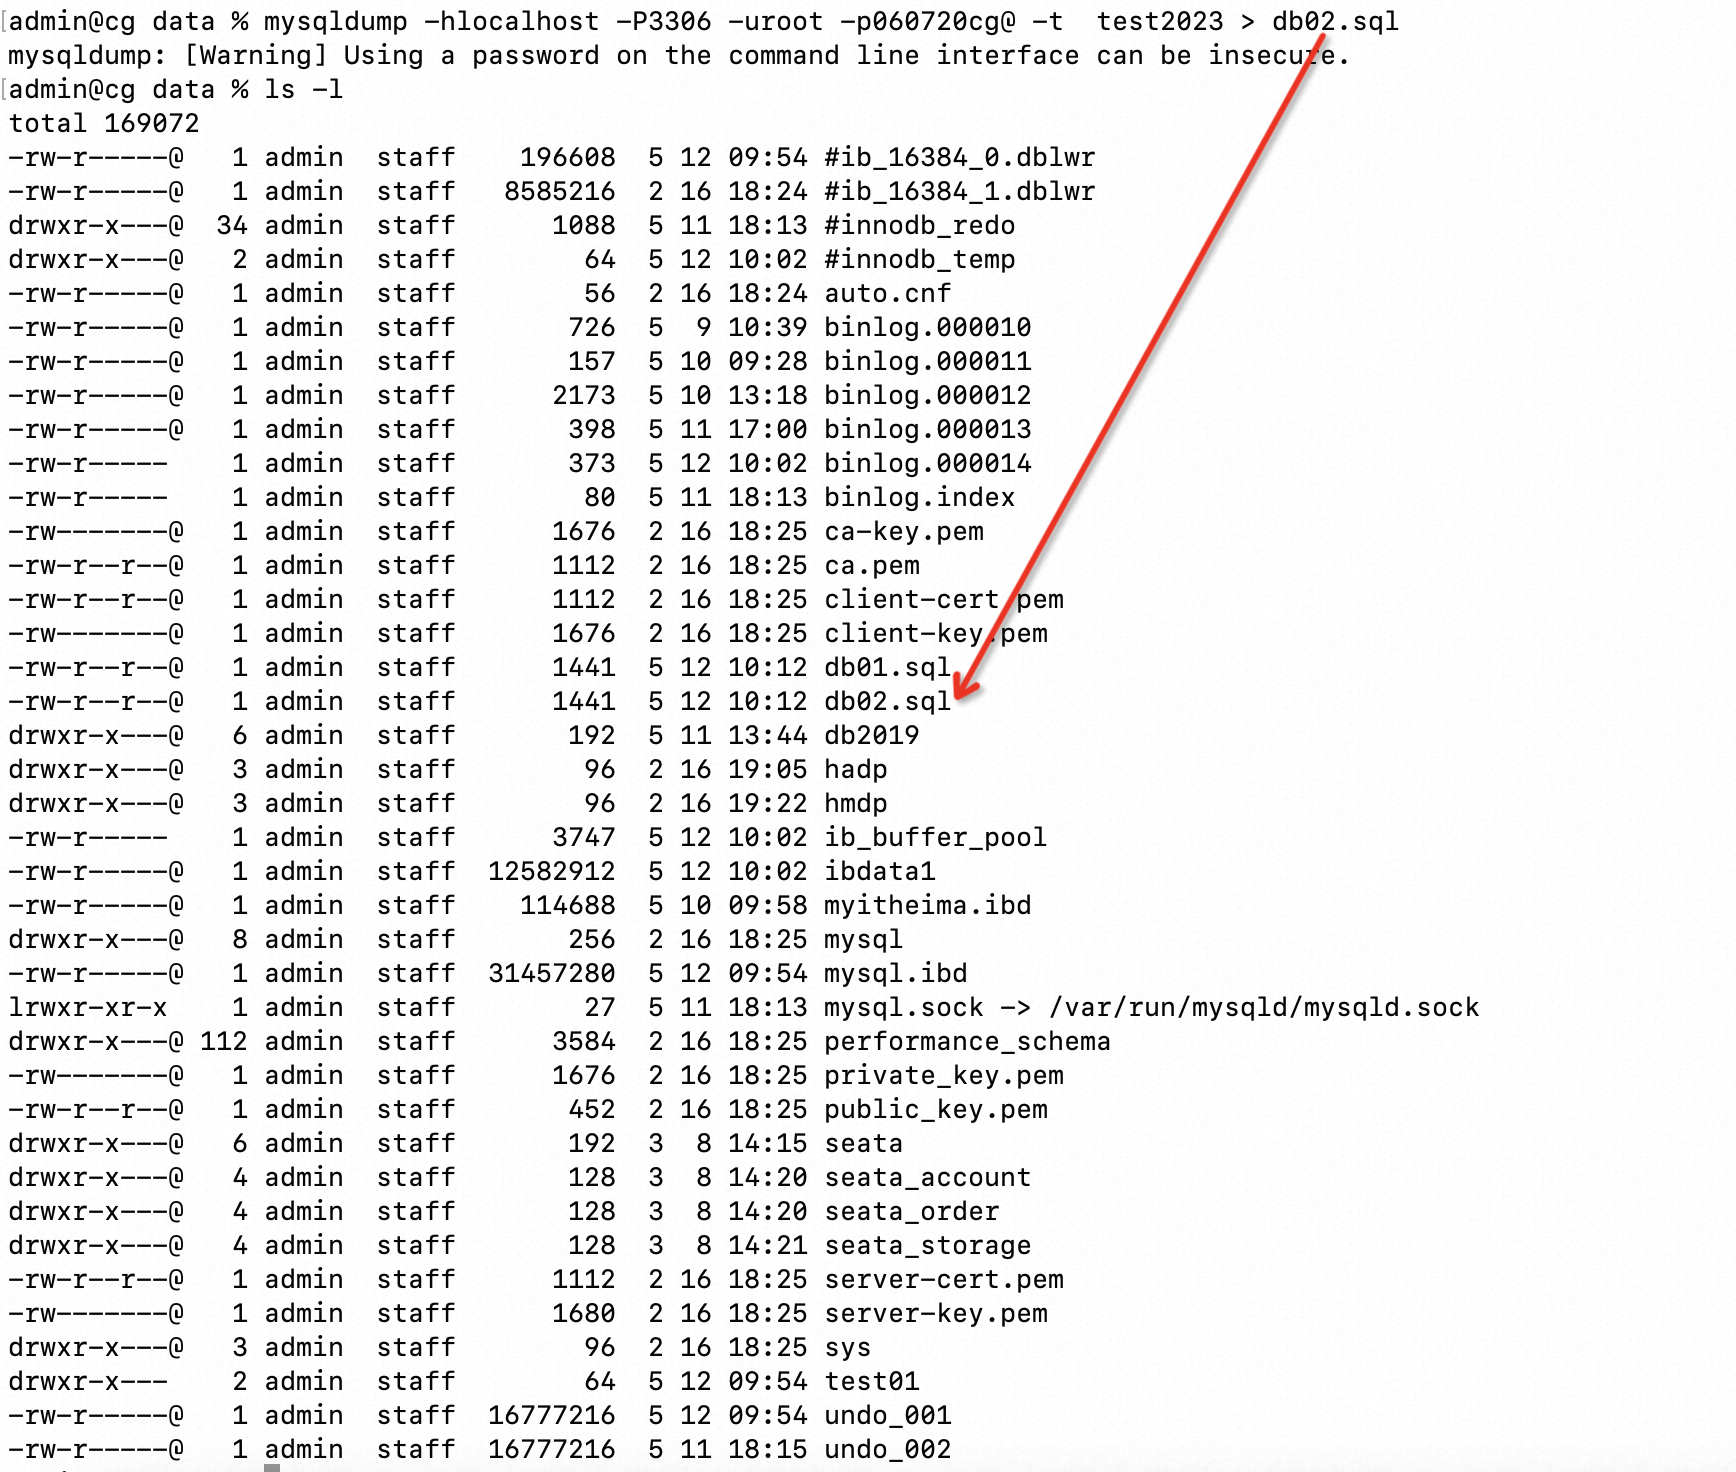 [admin@cg data % mysqldump -hlocalhost -P3306 -uroot -p060720cg@ -t  test2023 > db02.sql
mysqldump: [Warning] Using a password on the command line interface can be insecure.
[admin@cg data % ls -l
total 169072
-rw-r-----@   1 admin  staff    196608  5 12 09:54 #ib_16384_0.dblwr
-rw-r-----@   1 admin  staff   8585216  2 16 18:24 #ib_16384_1.dblwr
drwxr-x---@  34 admin  staff      1088  5 11 18:13 #innodb_redo
drwxr-x---@   2 admin  staff        64  5 12 10:02 #innodb_temp
-rw-r-----@   1 admin  staff        56  2 16 18:24 auto.cnf
-rw-r-----@   1 admin  staff       726  5  9 10:39 binlog.000010
-rw-r-----@   1 admin  staff       157  5 10 09:28 binlog.000011
-rw-r-----@   1 admin  staff      2173  5 10 13:18 binlog.000012
-rw-r-----@   1 admin  staff       398  5 11 17:00 binlog.000013
-rw-r-----    1 admin  staff       373  5 12 10:02 binlog.000014
-rw-r-----    1 admin  staff        80  5 11 18:13 binlog.index
-rw-------@   1 admin  staff      1676  2 16 18:25 ca-key.pem
-rw-r--r--@   1 admin  staff      1112  2 16 18:25 ca.pem
-rw-r--r--@   1 admin  staff      1112  2 16 18:25 client-cert.pem
-rw-------@   1 admin  staff      1676  2 16 18:25 client-key.pem
-rw-r--r--@   1 admin  staff      1441  5 12 10:12 db01.sql
-rw-r--r--@   1 admin  staff      1441  5 12 10:12 db02.sql
drwxr-x---@   6 admin  staff       192  5 11 13:44 db2019
drwxr-x---@   3 admin  staff        96  2 16 19:05 hadp
drwxr-x---@   3 admin  staff        96  2 16 19:22 hmdp
-rw-r-----    1 admin  staff      3747  5 12 10:02 ib_buffer_pool
-rw-r-----@   1 admin  staff  12582912  5 12 10:02 ibdata1
-rw-r-----@   1 admin  staff    114688  5 10 09:58 myitheima.ibd
drwxr-x---@   8 admin  staff       256  2 16 18:25 mysql
-rw-r-----@   1 admin  staff  31457280  5 12 09:54 mysql.ibd
lrwxr-xr-x    1 admin  staff        27  5 11 18:13 mysql.sock -> /var/run/mysqld/mysqld.sock
drwxr-x---@ 112 admin  staff      3584  2 16 18:25 performance_schema
-rw-------@   1 admin  staff      1676  2 16 18:25 private_key.pem
-rw-r--r--@   1 admin  staff       452  2 16 18:25 public_key.pem
drwxr-x---@   6 admin  staff       192  3  8 14:15 seata
drwxr-x---@   4 admin  staff       128  3  8 14:20 seata_account
drwxr-x---@   4 admin  staff       128  3  8 14:20 seata_order
drwxr-x---@   4 admin  staff       128  3  8 14:21 seata_storage
-rw-r--r--@   1 admin  staff      1112  2 16 18:25 server-cert.pem
-rw-------@   1 admin  staff      1680  2 16 18:25 server-key.pem
drwxr-x---@   3 admin  staff        96  2 16 18:25 sys
drwxr-x---    2 admin  staff        64  5 12 09:54 test01
-rw-r-----@   1 admin  staff  16777216  5 12 09:54 undo_001
-rw-r-----@   1 admin  staff  16777216  5 11 18:15 undo_002